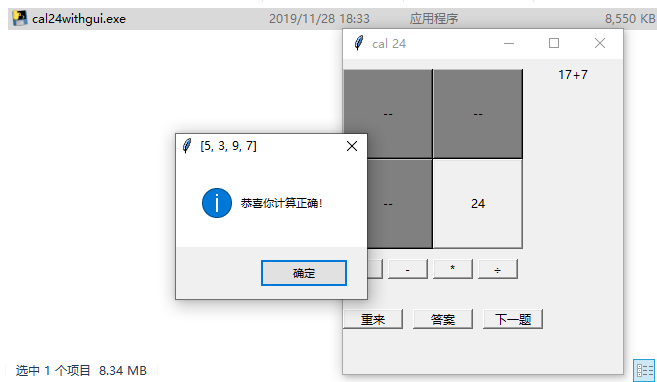 cal24withgui.exe 2019/11/28 18:33 应用程序 8,550 KB
cal 24
17+7
-- --
[5, 3, 9, 7]
恭喜你计算正确!
确定
-- 24
- * ÷
重来 答案 下一题
选中 1 个项目 8.34 MB